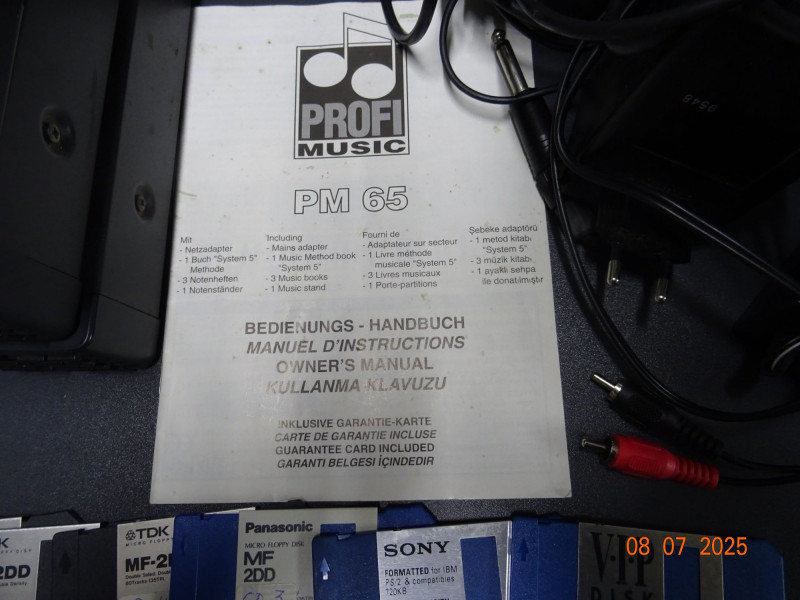 PROFI
MUSIC
PM 65
Mit
- Netzadapter
- 1 Buch "System 5"
Methode
- 3 Notenheften
- 1 Notenständer
Including
- Mains adapter
- 1 Music Method book
"System 5"
- 3 Music books
- 1 Music stand
Fourni de
- Adaptateur sur secteur
- 1 Livre méthode
musicale "System 5"
- 3 Livres musicaux
- 1 Porte-partitions
Şebeke adaptörü
- 1 metod kitabı
"System 5"
- 3 müzik kitabı
- 1 ayaklı sehpa
ile donatılmıştır
BEDIENUNGS - HANDBUCH
MANUEL D'INSTRUCTIONS
OWNER'S MANUAL
KULLANMA KLAVUZU
INKLUSIVE GARANTIE-KARTE
CARTE DE GARANTIE INCLUSE
GUARANTEE CARD INCLUDED
GARANTI BELGESI İÇINDEDIR
9548
2DD
TDK
MICRO FLOPPY
Panasonic
MICRO FLOPPY DISK
MF
2DD
SONY
FORMATTED for IBM
PS/2 & compatibles
720KB
V.I.P
DISK
08 07 2025